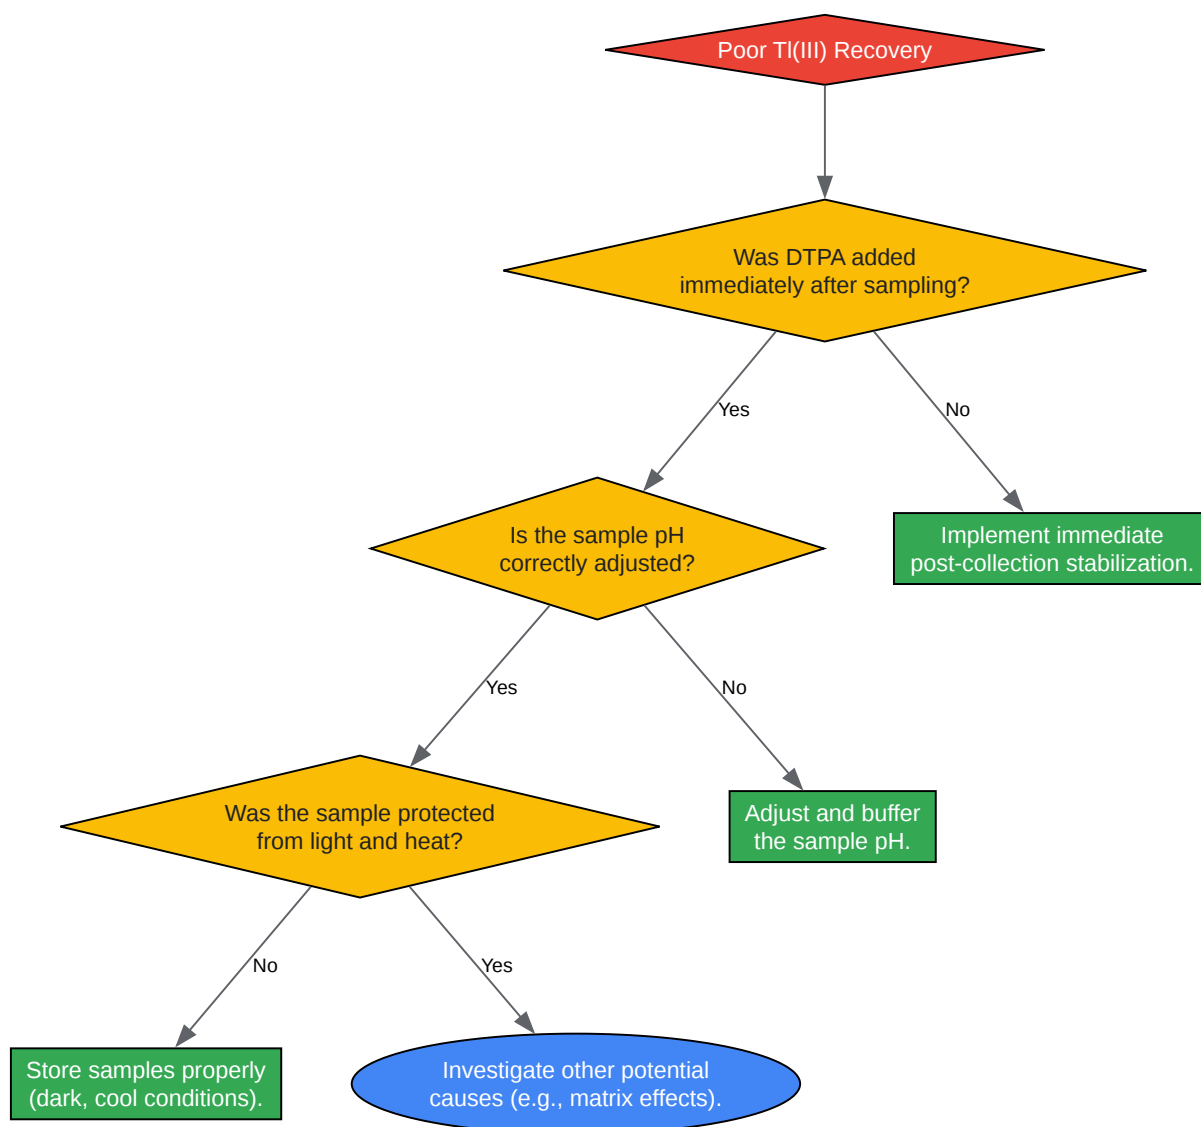 Poor Tl(III) Recovery
Was DTPA added
immediately after sampling?
Yes
No
Is the sample pH
correctly adjusted?
Implement immediate
post-collection stabilization.
Yes
No
Was the sample protected
from light and heat?
Adjust and buffer
the sample pH.
No
Yes
Store samples properly
(dark, cool conditions).
Investigate other potential
causes (e.g., matrix effects).